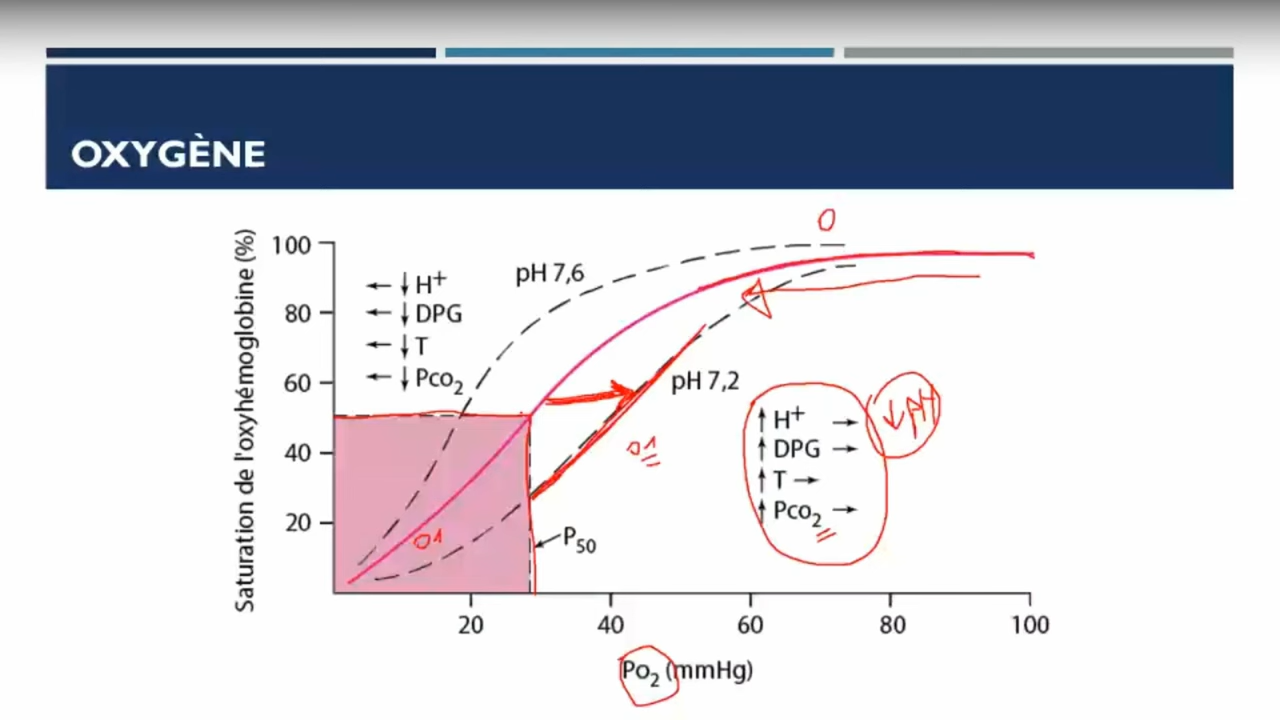 OXYGÈNE
Saturation de l'oxyhémoglobine (%)
100
80
60
40
20
← ↓ H⁺
← ↓ DPG
← ↓ T
← ↓ Pco₂
pH 7,6
O
pH 7,2
↑ H⁺ →
↑ DPG →
↑ T →
↑ Pco₂ →
↓ pH
P₅₀
20 40 60 80 100
Po₂ (mmHg)